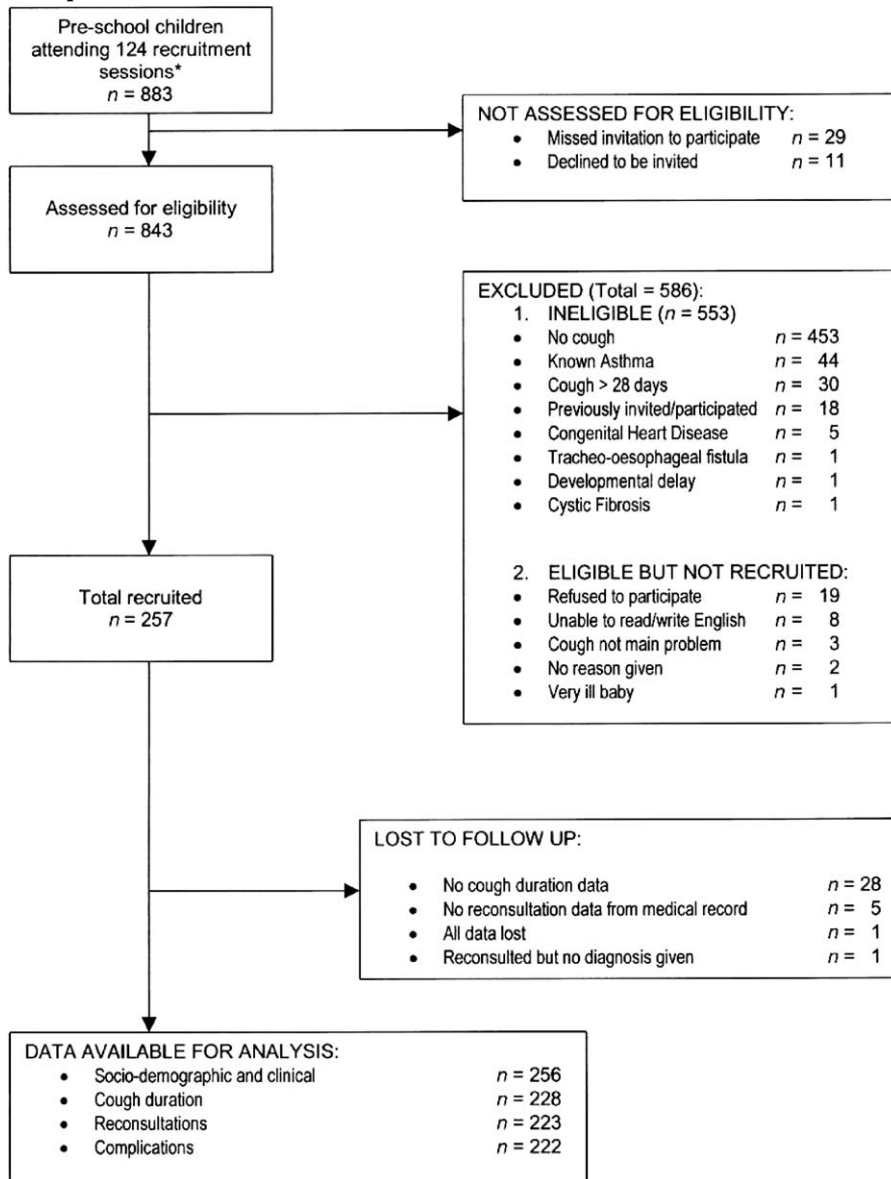 Pre-school children
attending 124 recruitment
sessions*
n = 883
NOT ASSESSED FOR ELIGIBILITY:
• Missed invitation to participate n = 29
• Declined to be invited n = 11
Assessed for eligibility
n = 843
EXCLUDED (Total = 586):
1. INELIGIBLE (n = 553)
• No cough n = 453
• Known Asthma n = 44
• Cough > 28 days n = 30
• Previously invited/participated n = 18
• Congenital Heart Disease n = 5
• Tracheo-oesophageal fistula n = 1
• Developmental delay n = 1
• Cystic Fibrosis n = 1
2. ELIGIBLE BUT NOT RECRUITED:
• Refused to participate n = 19
• Unable to read/write English n = 8
• Cough not main problem n = 3
• No reason given n = 2
• Very ill baby n = 1
Total recruited
n = 257
LOST TO FOLLOW UP:
• No cough duration data n = 28
• No reconsultation data from medical record n = 5
• All data lost n = 1
• Reconsulted but no diagnosis given n = 1
DATA AVAILABLE FOR ANALYSIS:
• Socio-demographic and clinical n = 256
• Cough duration n = 228
• Reconsultations n = 223
• Complications n = 222